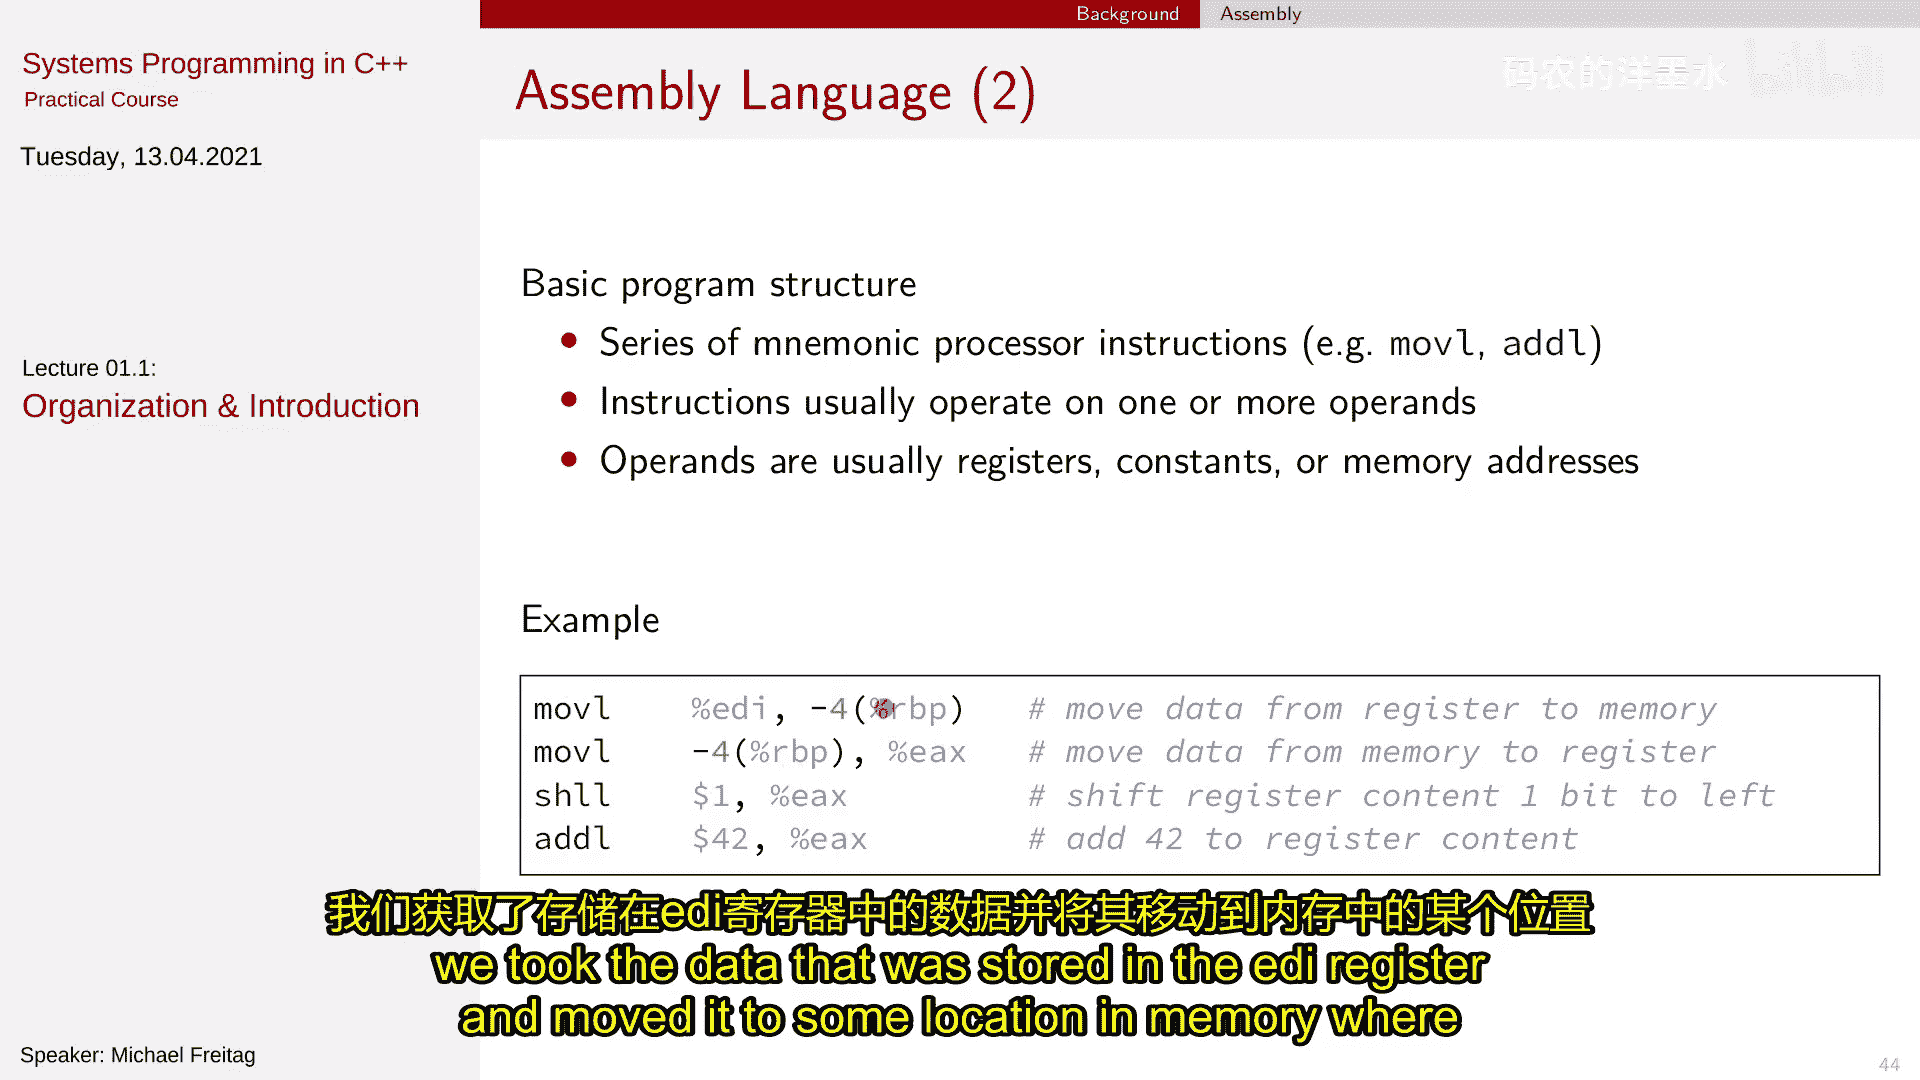 Background Assembly
Systems Programming in C++
Practical Course
Tuesday, 13.04.2021
Lecture 01.1:
Organization & Introduction
Speaker: Michael Freitag
Assembly Language (2)
码农的洋墨水 bilibili
Basic program structure
Series of mnemonic processor instructions (e.g. movl, addl)
Instructions usually operate on one or more operands
Operands are usually registers, constants, or memory addresses
Example
movl %edi, -4(%rbp) # move data from register to memory
movl -4(%rbp), %eax # move data from memory to register
shll $1, %eax # shift register content 1 bit to left
addl $42, %eax # add 42 to register content
我们获取了存储在edi寄存器中的数据并将其移动到内存中的某个位置
we took the data that was stored in the edi register
and moved it to some location in memory where
44